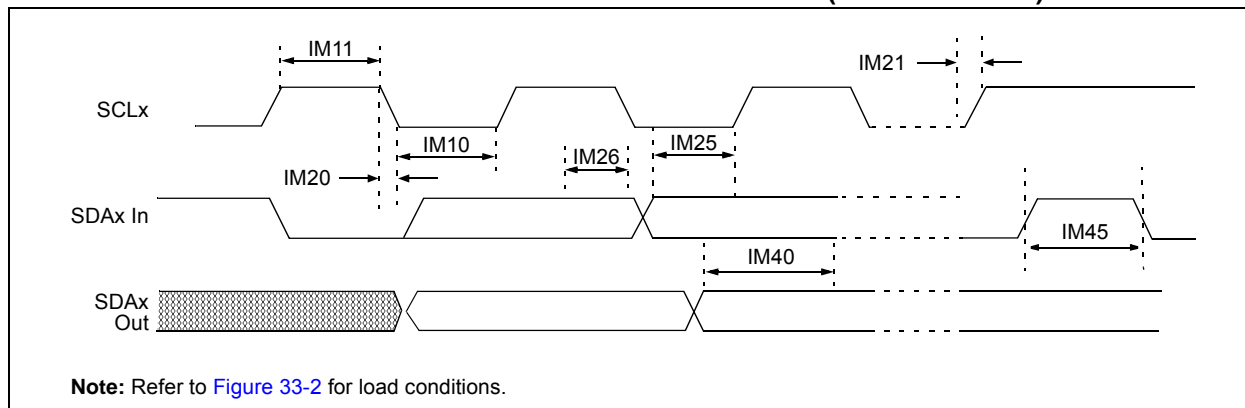 IM11
IM21
SCLx
IM10
IM26
IM25
IM20
SDAx In
IM45
IM40
SDAx
Out
Note: Refer to Figure 33-2 for load conditions.